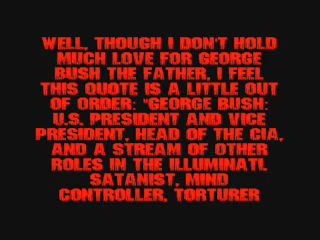 WELL, THOUGH I DON'T HOLD
MUCH LOVE FOR GEORGE
BUSH THE FATHER, I FEEL
THIS QUOTE IS A LITTLE OUT
OF ORDER: "GEORGE BUSH:
U.S. PRESIDENT AND VICE
PRESIDENT, HEAD OF THE CIA,
AND A STREAM OF OTHER
ROLES IN THE ILLUMINATI.
SATANIST, MIND
CONTROLLER, TORTURER